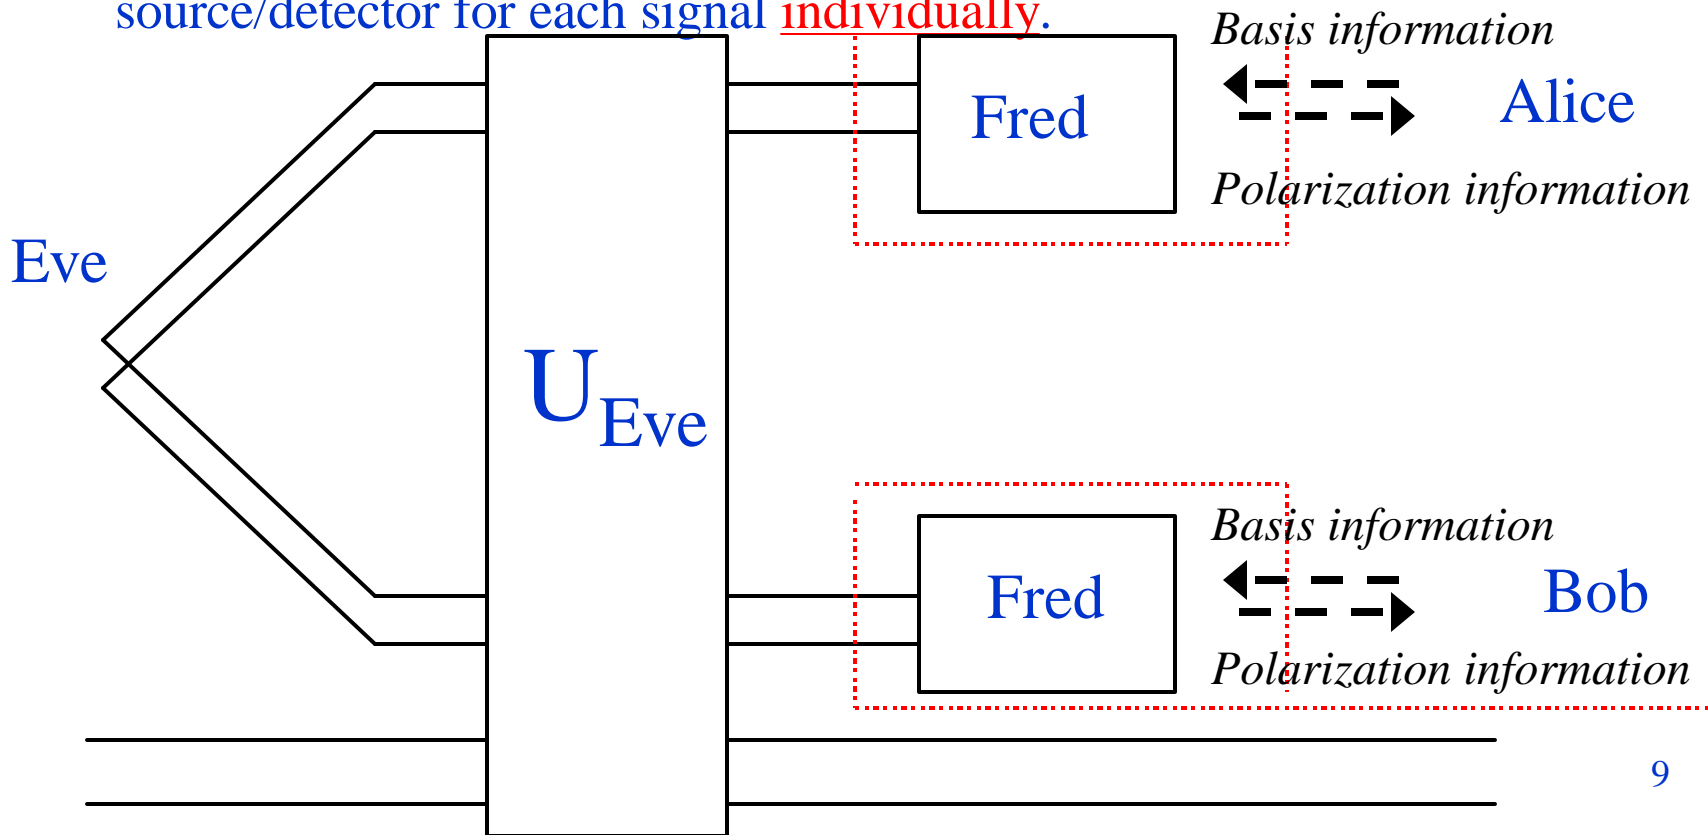 source/detector for each signal individually.
Basis information
Fred
Alice
Polarization information
Eve
U Eve
Basis information
Fred
Bob
Polarization information
9